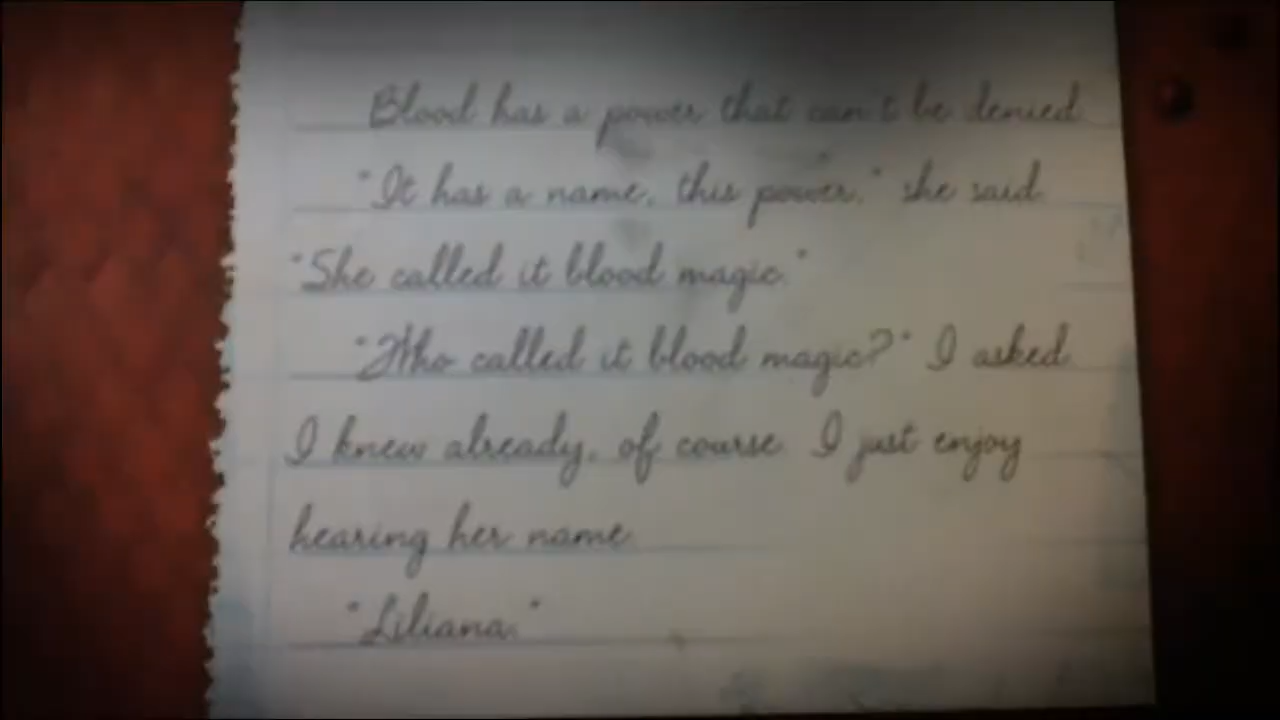 Blood has a power that can't be denied.
"It has a name, this power," she said.
"She called it blood magic."
"Who called it blood magic?" I asked.
I knew already, of course. I just enjoy
hearing her name.
"Liliana."